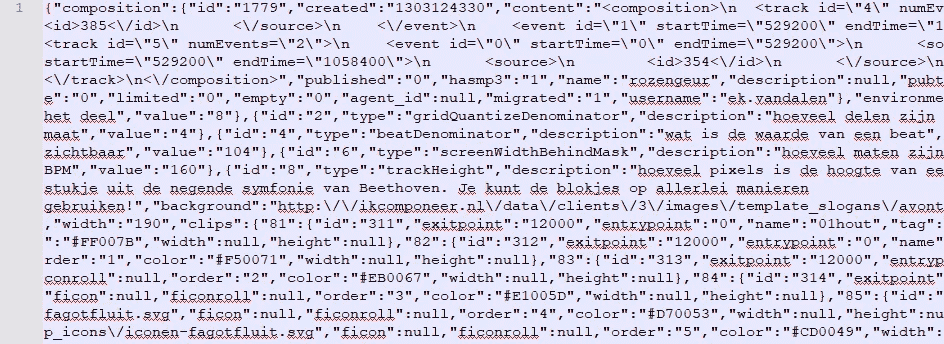 1 {"composition":{"id":"1779","created":"1303124330","content":"<composition>\n  <track id=\"4\" numEv
<id>385<\/id>\n      <\/source>\n    <\/event>\n    <event id=\"1\" startTime=\"529200\" endTime=\"1
<track id=\"5\" numEvents=\"2\">\n    <event id=\"0\" startTime=\"0\" endTime=\"529200\">\n      <so
startTime=\"529200\" endTime=\"1058400\">\n      <source>\n        <id>354<\/id>\n      <\/source>\n
<\/track>\n<\/composition>","published":"0","hasmp3":"1","name":"rozengeur","description":null,"pubt
e":"0","limited":"0","empty":"0","agent_id":null,"migrated":"1","username":"ek.vandalen"},"environme
het deel","value":"8"},{"id":"2","type":"gridQuantizeDenominator","description":"hoeveel delen zijn
maat","value":"4"},{"id":"4","type":"beatDenominator","description":"wat is de waarde van een beat",
zichtbaar","value":"104"},{"id":"6","type":"screenWidthBehindMask","description":"hoeveel maten zijn
BPM","value":"160"},{"id":"8","type":"trackHeight","description":"hoeveel pixels is de hoogte van ee
stukje uit de negende symfonie van Beethoven. Je kunt de blokjes op allerlei manieren
gebruiken!","background":"http:\/\/ikcomponeer.nl\/data\/clients\/3\/images\/template_slogans\/avont
,"width":"190","clips":{"81":{"id":"311","exitpoint":"12000","entrypoint":"0","name":"01hout","tag":
":"#FF007B","width":null,"height":null},"82":{"id":"312","exitpoint":"12000","entrypoint":"0","name"
rder":"1","color":"#F50071","width":null,"height":null},"83":{"id":"313","exitpoint":"12000","entryp
conroll":null,"order":"2","color":"#EB0067","width":null,"height":null},"84":{"id":"314","exitpoint"
"ficon":null,"ficonroll":null,"order":"3","color":"#E1005D","width":null,"height":null},"85":{"id":"
fagotfluit.svg","ficon":null,"ficonroll":null,"order":"4","color":"#D70053","width":null,"height":nu
p_icons\/iconen-fagotfluit.svg","ficon":null,"ficonroll":null,"order":"5","color":"#CD0049","width":